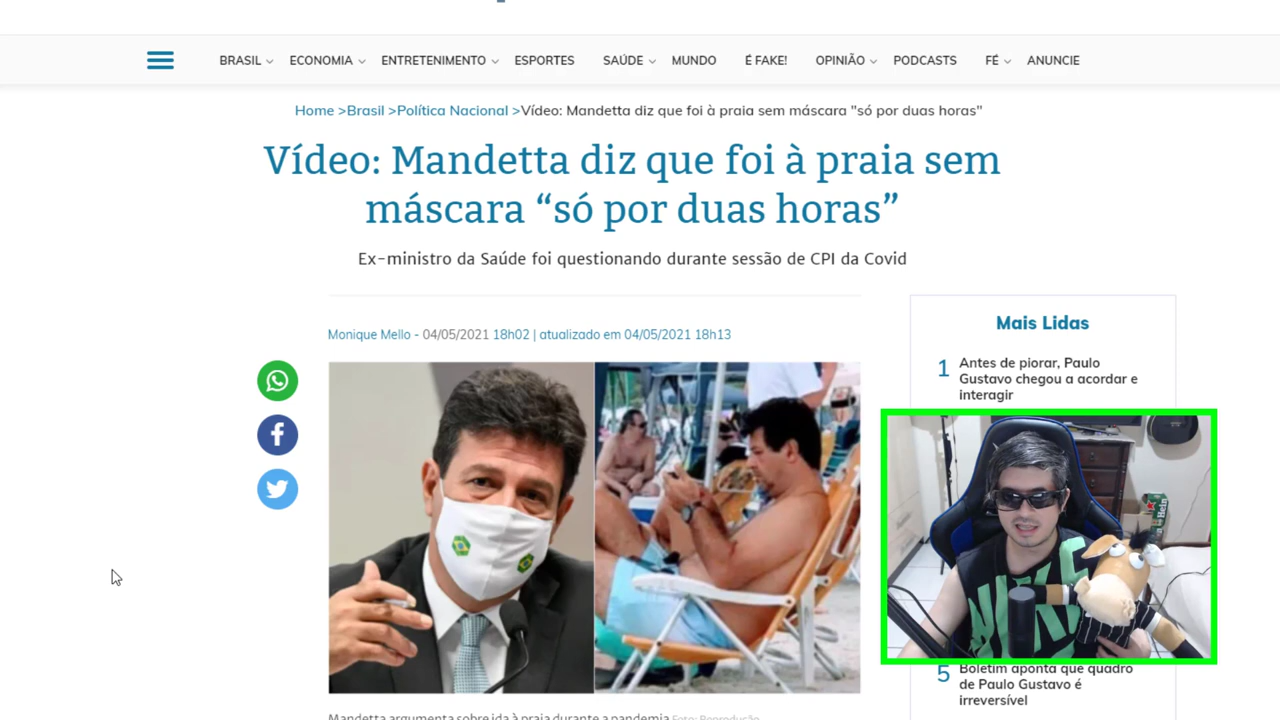 BRASIL ECONOMIA ENTRETENIMENTO ESPORTES SAÚDE MUNDO É FAKE! OPINIÃO PODCASTS FÉ ANUNCIE
Home >Brasil >Política Nacional >Vídeo: Mandetta diz que foi à praia sem máscara "só por duas horas"
Vídeo: Mandetta diz que foi à praia sem
máscara “só por duas horas”
Ex-ministro da Saúde foi questionando durante sessão de CPI da Covid
Monique Mello - 04/05/2021 18h02 | atualizado em 04/05/2021 18h13
Mais Lidas
1 Antes de piorar, Paulo
Gustavo chegou a acordar e
interagir
5 Boletim aponta que quadro
de Paulo Gustavo é
irreversível
Mandetta argumenta sobre ida à praia durante a pandemia Foto: Reprodução